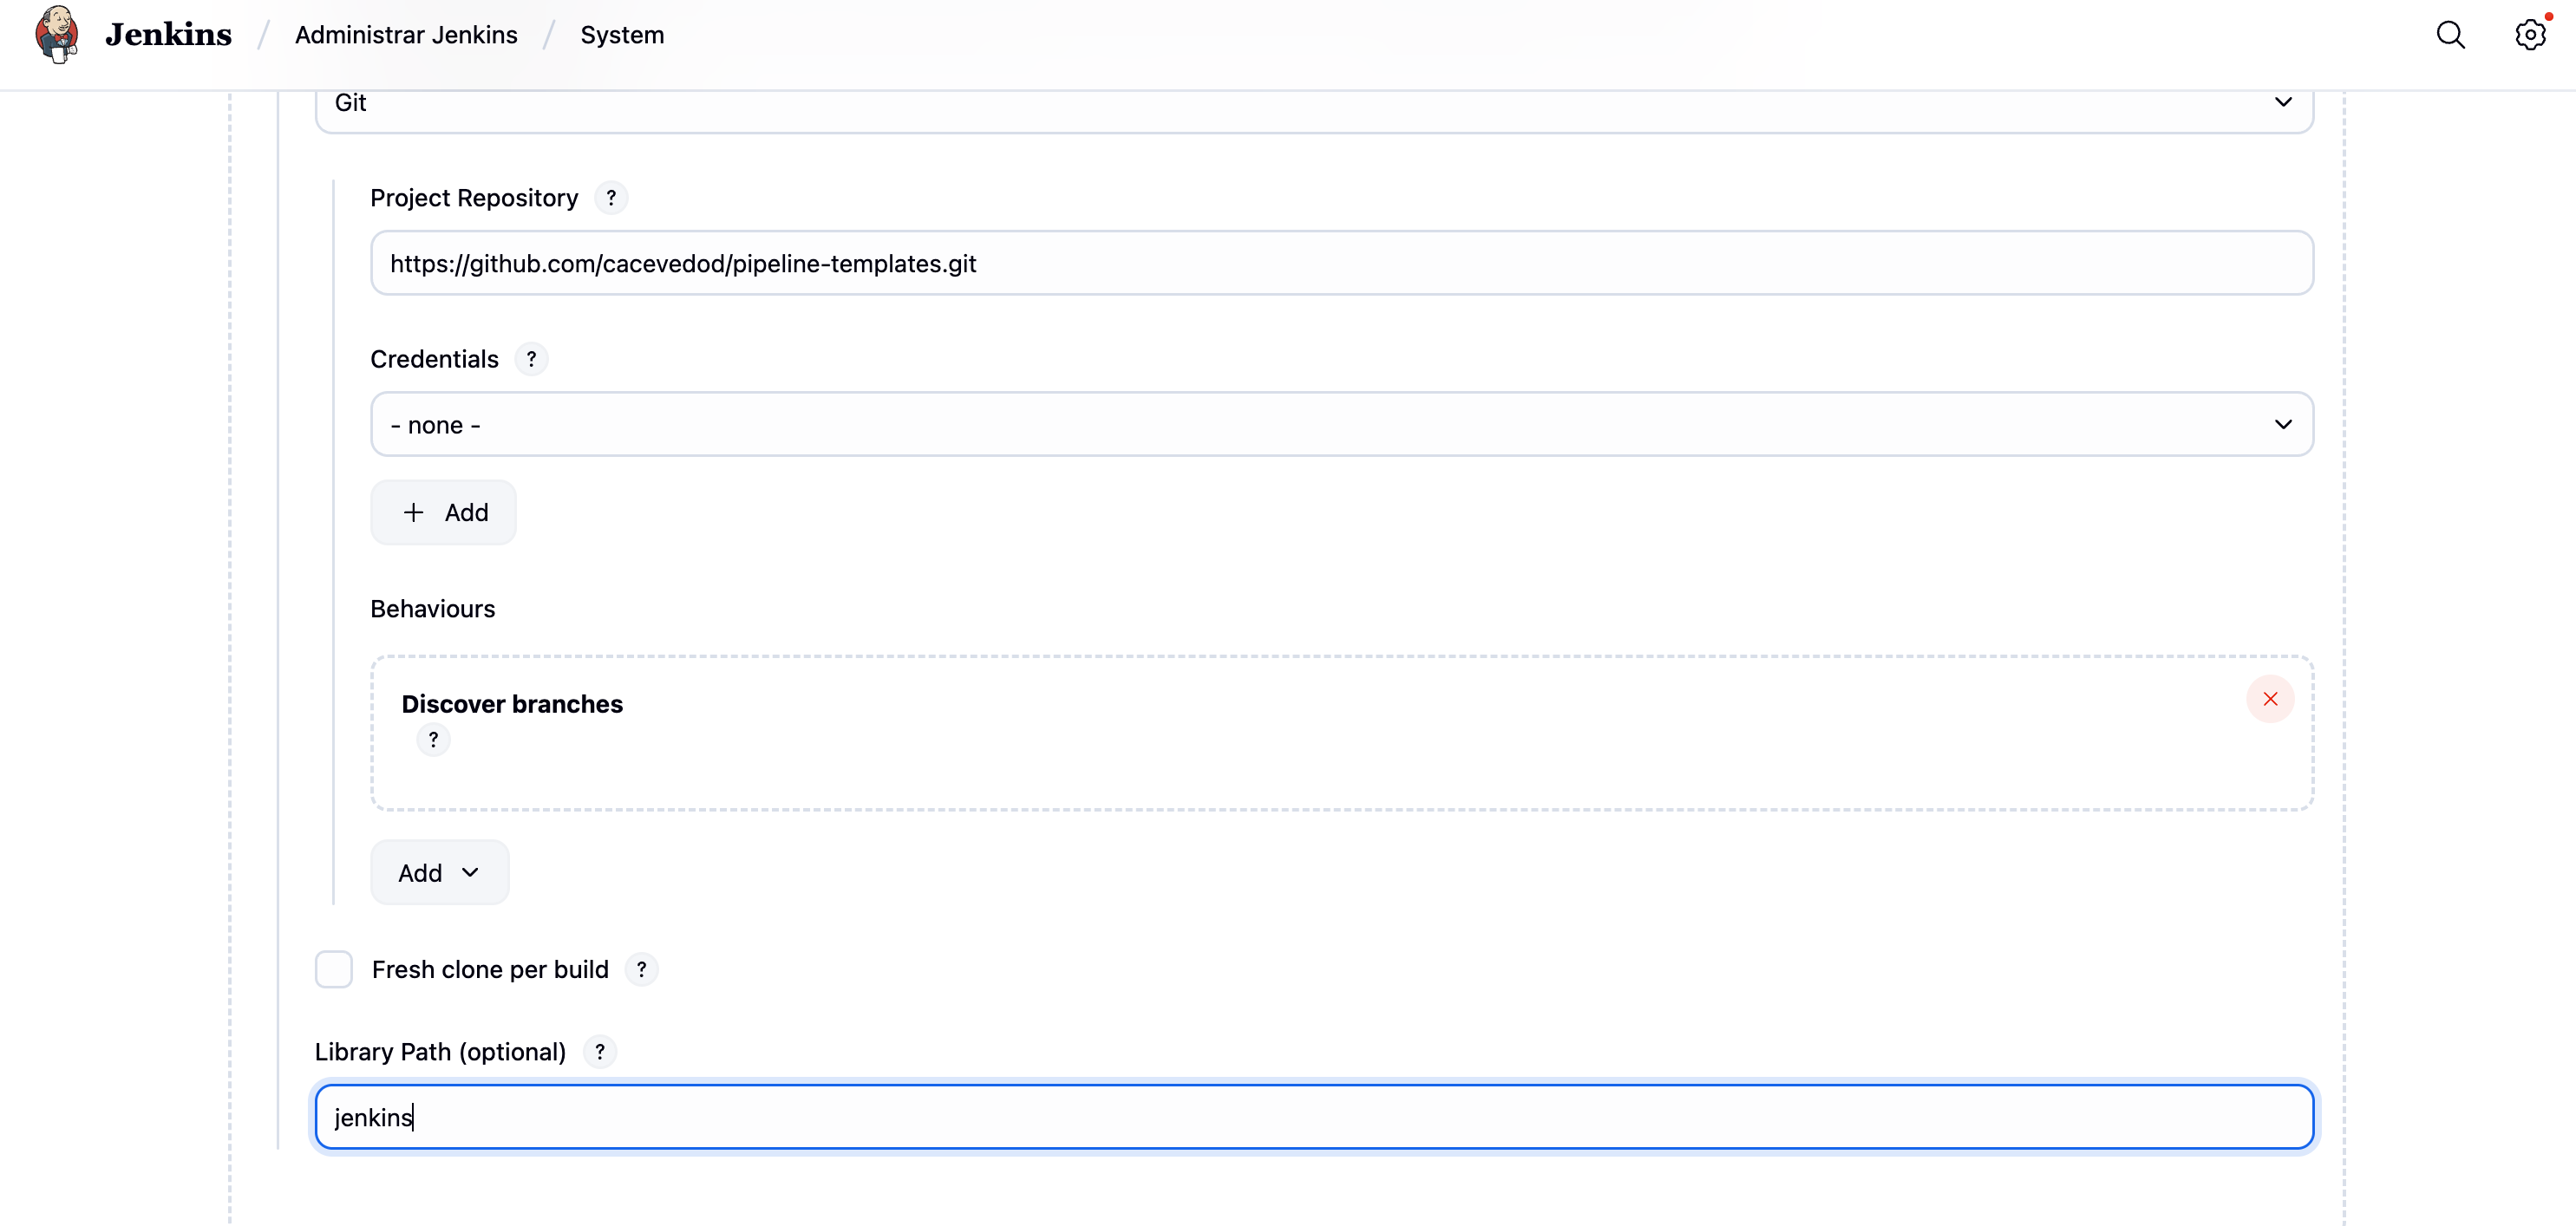 Jenkins / Administrar Jenkins / System
Git
Project Repository ?
https://github.com/cacevedod/pipeline-templates.git
Credentials ?
- none -
+ Add
Behaviours
Discover branches
?
Add
Fresh clone per build ?
Library Path (optional) ?
jenkins